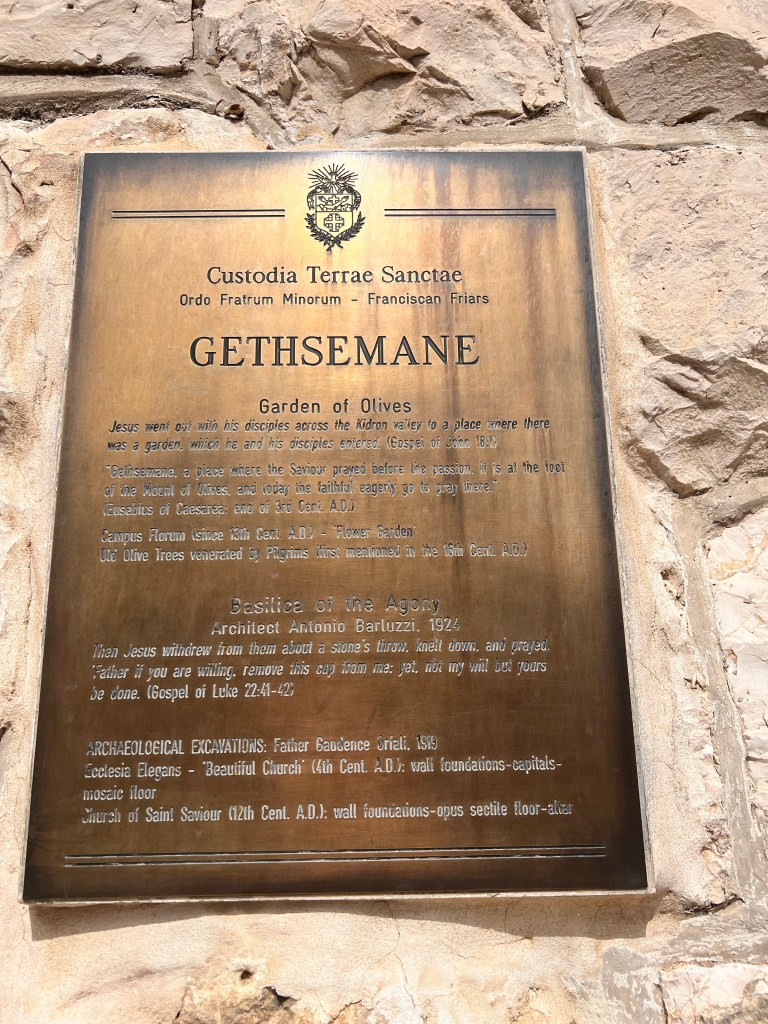 Custodia Terrae Sanctae
Ordo Fratrum Minorum - Franciscan Friars
GETHSEMANE
Garden of Olives
Jesus went out with his disciples across the Kidron valley to a place where there
was a garden, which he and his disciples entered. (Gospel of John 18:1)
"Gethsemane, a place where the Saviour prayed before the passion, it is at the foot
of the Mount of Olives, and today the faithful eagerly go to pray there."
(Eusebius of Caesarea: end of 3rd Cent. A.D.)
Campus Florum (since 13th Cent. A.D.) - "Flower Garden"
Old Olive Trees venerated by Pilgrims (first mentioned in the 16th Cent. A.D.)
Basilica of the Agony
Architect Antonio Barluzzi, 1924
Then Jesus withdrew from them about a stone's throw, knelt down, and prayed,
"Father if you are willing, remove this cup from me; yet, not my will but yours
be done. (Gospel of Luke 22:41-42)
ARCHAEOLOGICAL EXCAVATIONS: Father Gaudence Orfali, 1919
Ecclesia Elegans - "Beautiful Church" (4th Cent. A.D.): wall foundations-capitals-
mosaic floor
Church of Saint Saviour (12th Cent. A.D.): wall foundations-opus sectile floor-altar